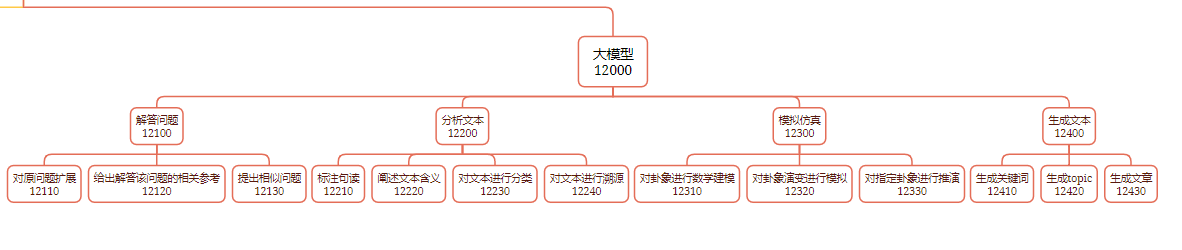 大模型
12000
解答问题
12100
分析文本
12200
模拟仿真
12300
生成文本
12400
对原问题扩展
12110
给出解答该问题的相关参考
12120
提出相似问题
12130
标注句读
12210
阐述文本含义
12220
对文本进行分类
12230
对文本进行溯源
12240
对卦象进行数学建模
12310
对卦象演变进行模拟
12320
对指定卦象进行推演
12330
生成关键词
12410
生成topic
12420
生成文章
12430